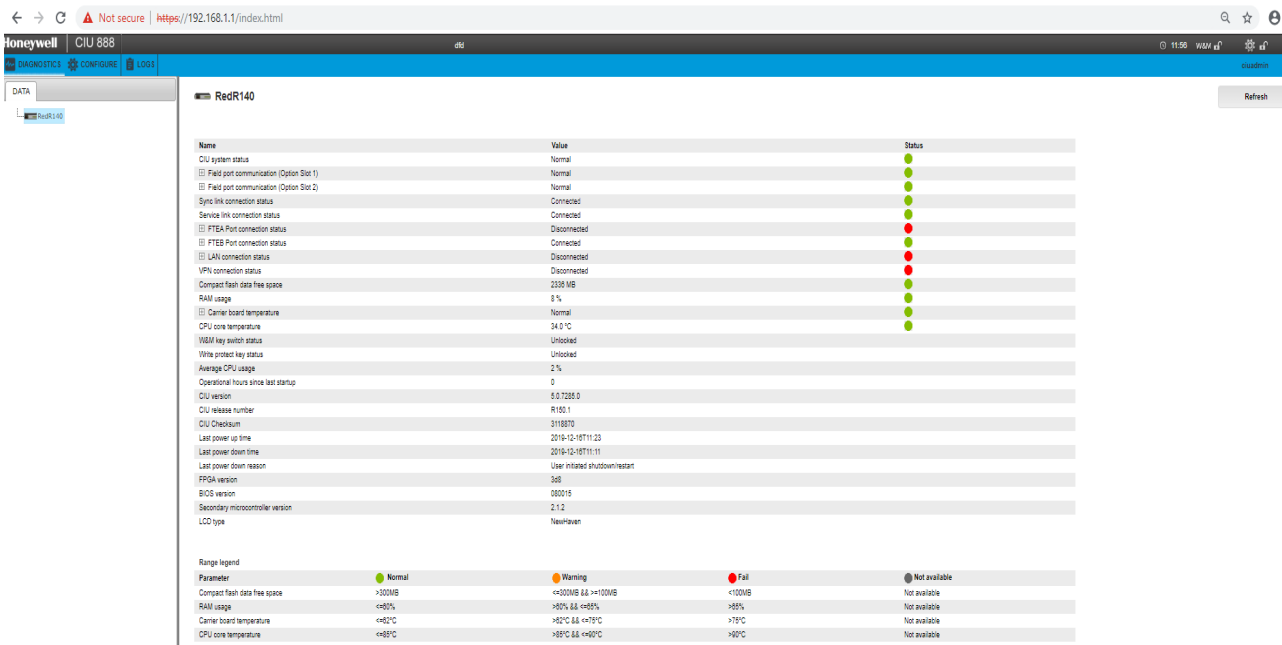 Not secure | https://192.168.1.1/index.html
Honeywell | CIU 888
dfd
11:56 W&M
DIAGNOSTICS CONFIGURE LOGS
ciuadmin
DATA
RedR140
RedR140
Refresh
Name Value Status
CIU system status Normal
Field port communication (Option Slot 1) Normal
Field port communication (Option Slot 2) Normal
Sync link connection status Connected
Service link connection status Connected
FTEA Port connection status Disconnected
FTEB Port connection status Connected
LAN connection status Disconnected
VPN connection status Disconnected
Compact flash data free space 2336 MB
RAM usage 8 %
Carrier board temperature Normal
CPU core temperature 34.0 °C
W&M key switch status Unlocked
Write protect key status Unlocked
Average CPU usage 2 %
Operational hours since last startup 0
CIU version 5.0.7285.0
CIU release number R150.1
CIU Checksum 3118870
Last power up time 2019-12-16T11:23
Last power down time 2019-12-16T11:11
Last power down reason User initiated shutdown/restart
FPGA version 3d8
BIOS version 080015
Secondary microcontroller version 2.1.2
LCD type NewHaven
Range legend
Parameter Normal Warning Fail Not available
Compact flash data free space >300MB <=300MB && >=100MB <100MB Not available
RAM usage <=60% >60% && <=65% >65% Not available
Carrier board temperature <=62°C >62°C && <=75°C >75°C Not available
CPU core temperature <=85°C >85°C && <=90°C >90°C Not available